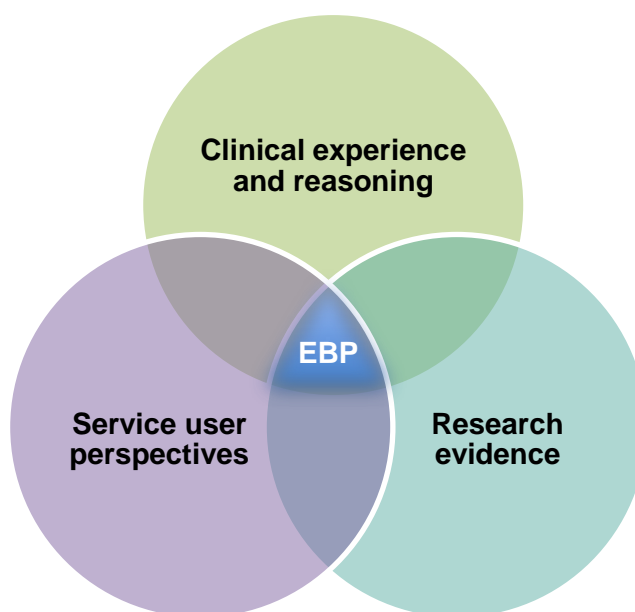 Clinical experience
and reasoning
EBP
Service user
perspectives
Research
evidence